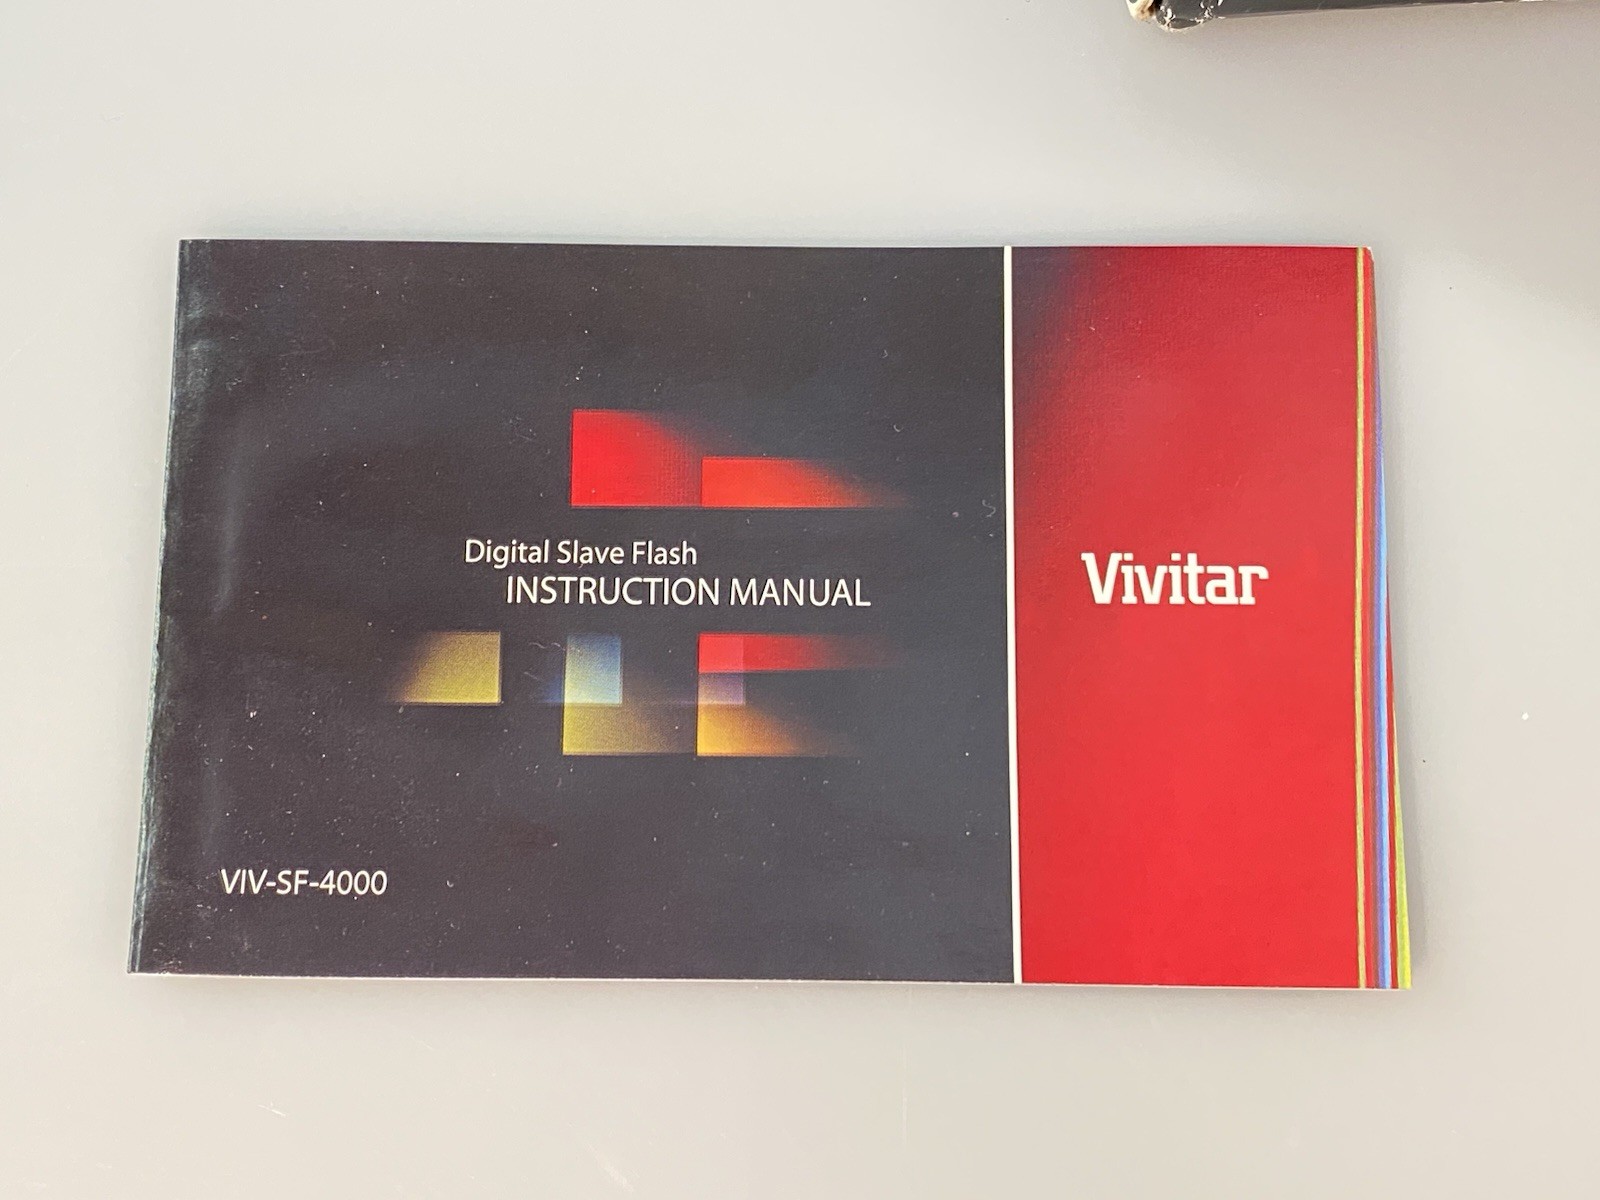 Digital Slave Flash
INSTRUCTION MANUAL
Vivitar
VIV-SF-4000